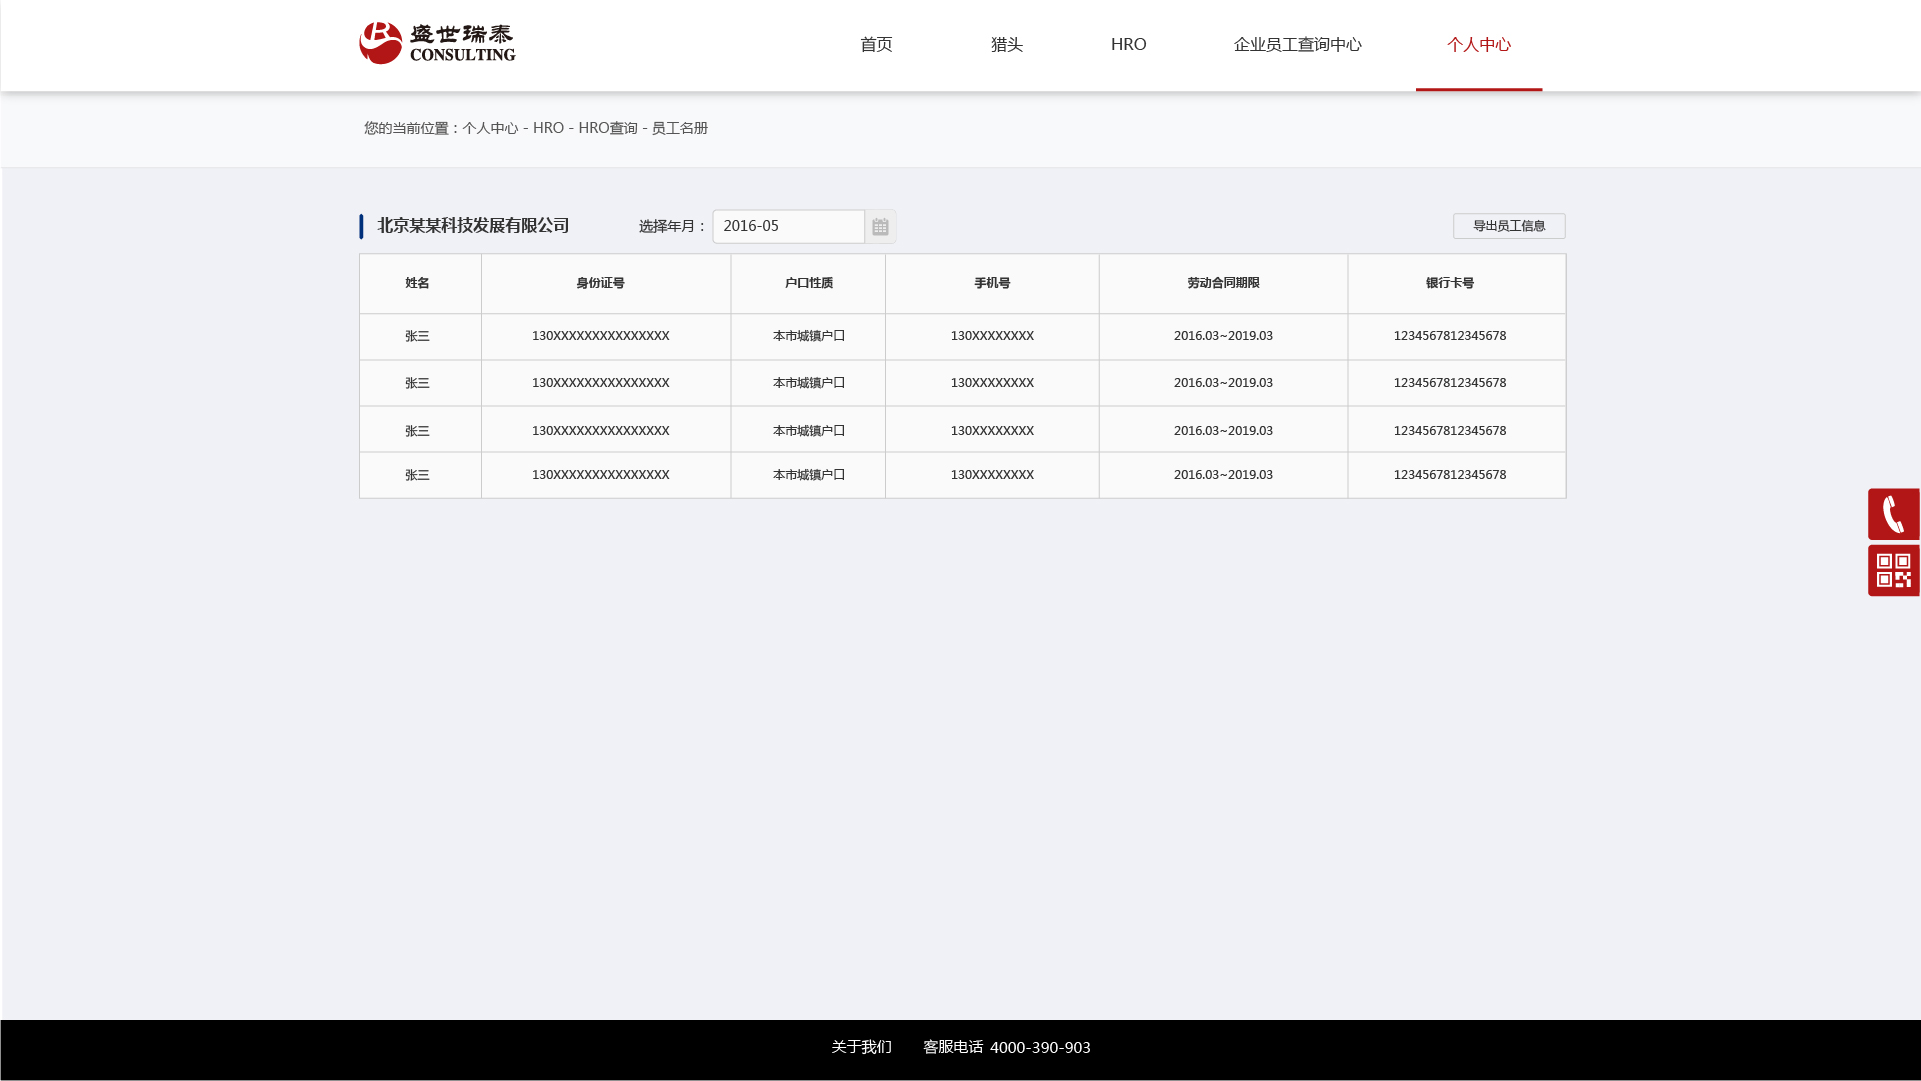 盛世瑞泰
CONSULTING
首页 猎头 HRO 企业员工查询中心 个人中心
您的当前位置：个人中心 - HRO - HRO查询 - 员工名册
北京某某科技发展有限公司 选择年月： 2016-05 导出员工信息
姓名 身份证号 户口性质 手机号 劳动合同期限 银行卡号
张三 130XXXXXXXXXXXXXXX 本市城镇户口 130XXXXXXXX 2016.03~2019.03 1234567812345678
张三 130XXXXXXXXXXXXXXX 本市城镇户口 130XXXXXXXX 2016.03~2019.03 1234567812345678
张三 130XXXXXXXXXXXXXXX 本市城镇户口 130XXXXXXXX 2016.03~2019.03 1234567812345678
张三 130XXXXXXXXXXXXXXX 本市城镇户口 130XXXXXXXX 2016.03~2019.03 1234567812345678
关于我们 客服电话 4000-390-903